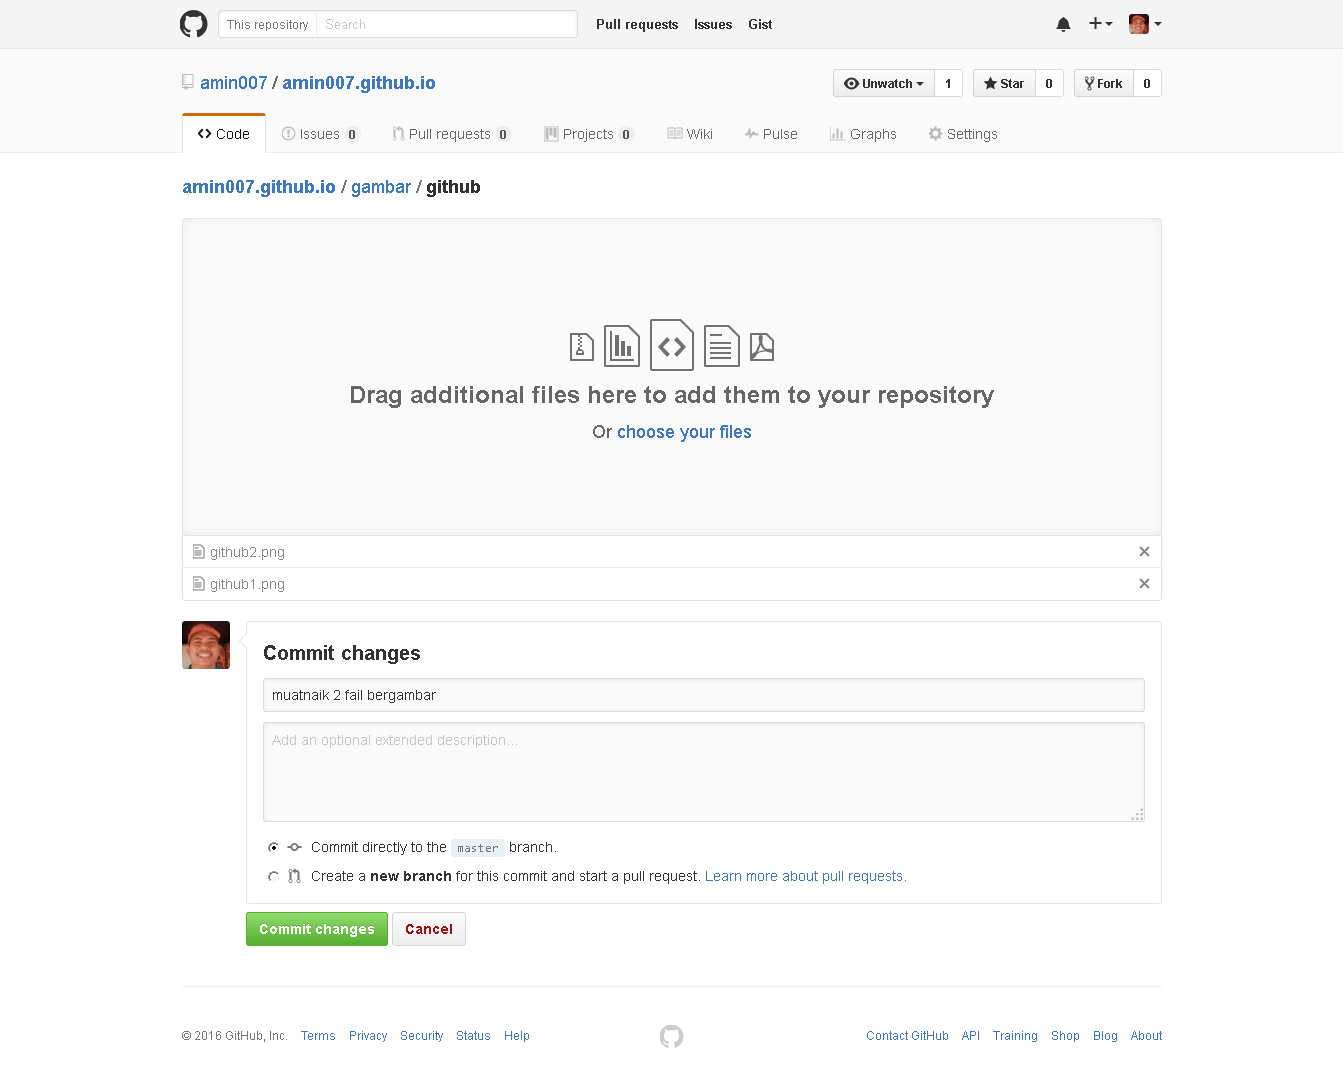 This repository Search Pull requests Issues Gist
amin007 / amin007.github.io Unwatch 1 Star 0 Fork 0
Code Issues 0 Pull requests 0 Projects 0 Wiki Pulse Graphs Settings
amin007.github.io / gambar / github
Drag additional files here to add them to your repository
Or choose your files
github2.png
github1.png
Commit changes
muatnaik 2 fail bergambar
Add an optional extended description...
Commit directly to the master branch.
Create a new branch for this commit and start a pull request. Learn more about pull requests.
Commit changes Cancel
© 2016 GitHub, Inc. Terms Privacy Security Status Help Contact GitHub API Training Shop Blog About